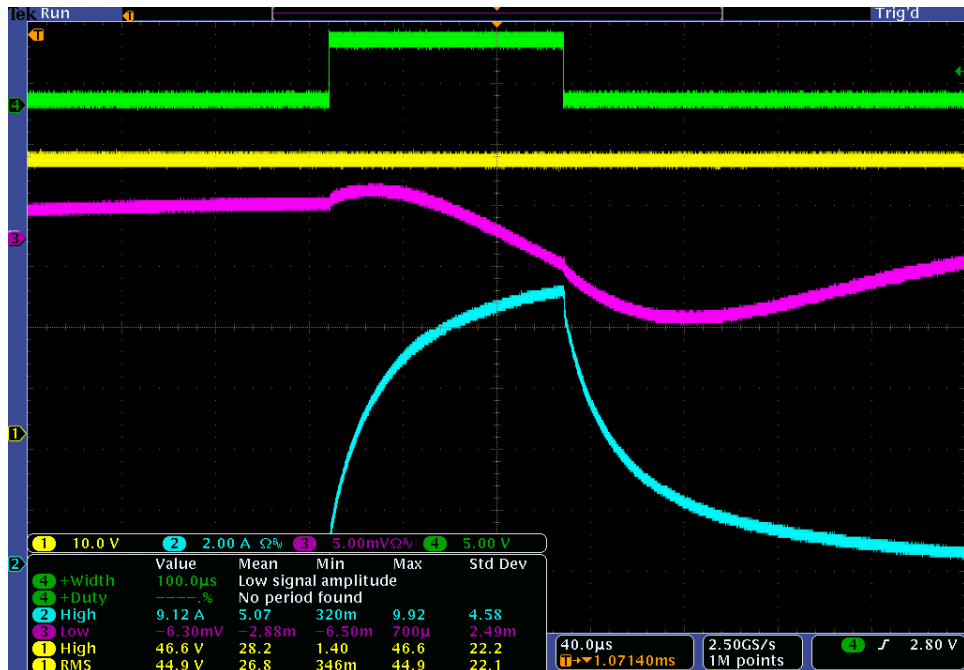 Tek Run Trig'd
T
T
4
3
1
2
1 10.0 V 2 2.00 A Ω BW 3 5.00mVΩ BW 4 5.00 V
Value Mean Min Max Std Dev
4 +Width 100.0µs Low signal amplitude
4 +Duty ----.% No period found
2 High 9.12 A 5.07 320m 9.92 4.58
3 Low −6.30mV −2.88m −6.50m 700µ 2.49m
1 High 46.6 V 28.2 1.40 46.6 22.2
1 RMS 44.9 V 26.8 346m 44.9 22.1
40.0µs
T→▼1.07140ms
2.50GS/s
1M points
4 ∫ 2.80 V